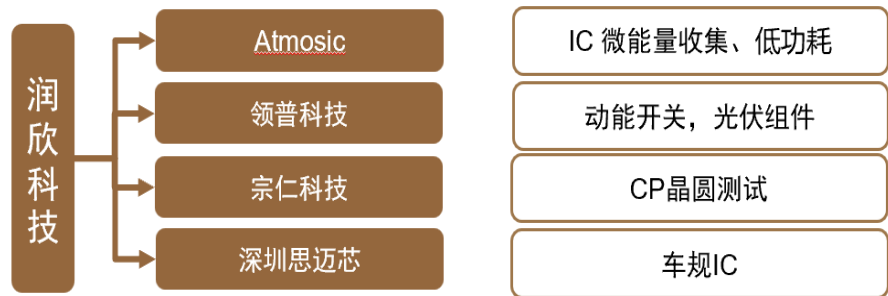 润欣科技
Atmosic
IC 微能量收集、低功耗
领普科技
动能开关，光伏组件
宗仁科技
CP晶圆测试
深圳思迈芯
车规IC